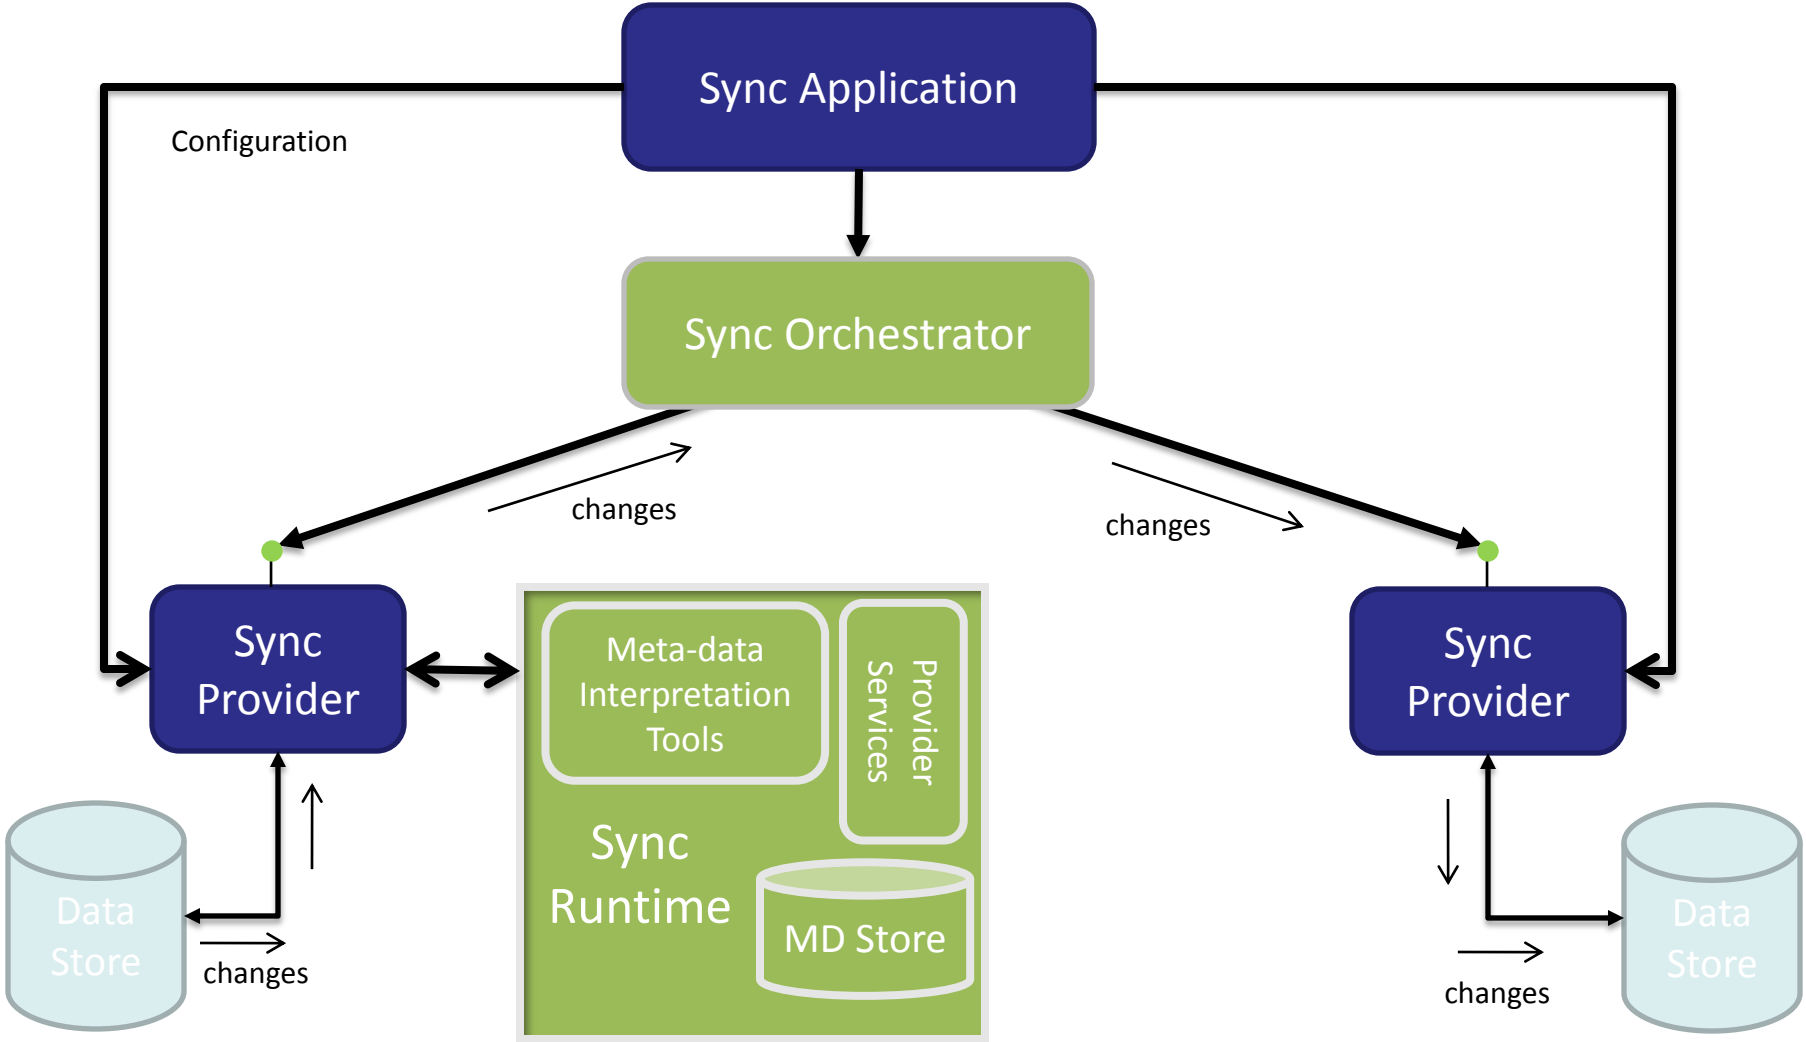 Sync Application
Configuration
Sync Orchestrator
changes
changes
Sync
Provider
Meta-data
Interpretation
Tools
Provider
Services
Sync
Provider
Sync
Runtime
MD Store
Data
Store
changes
Data
Store
changes